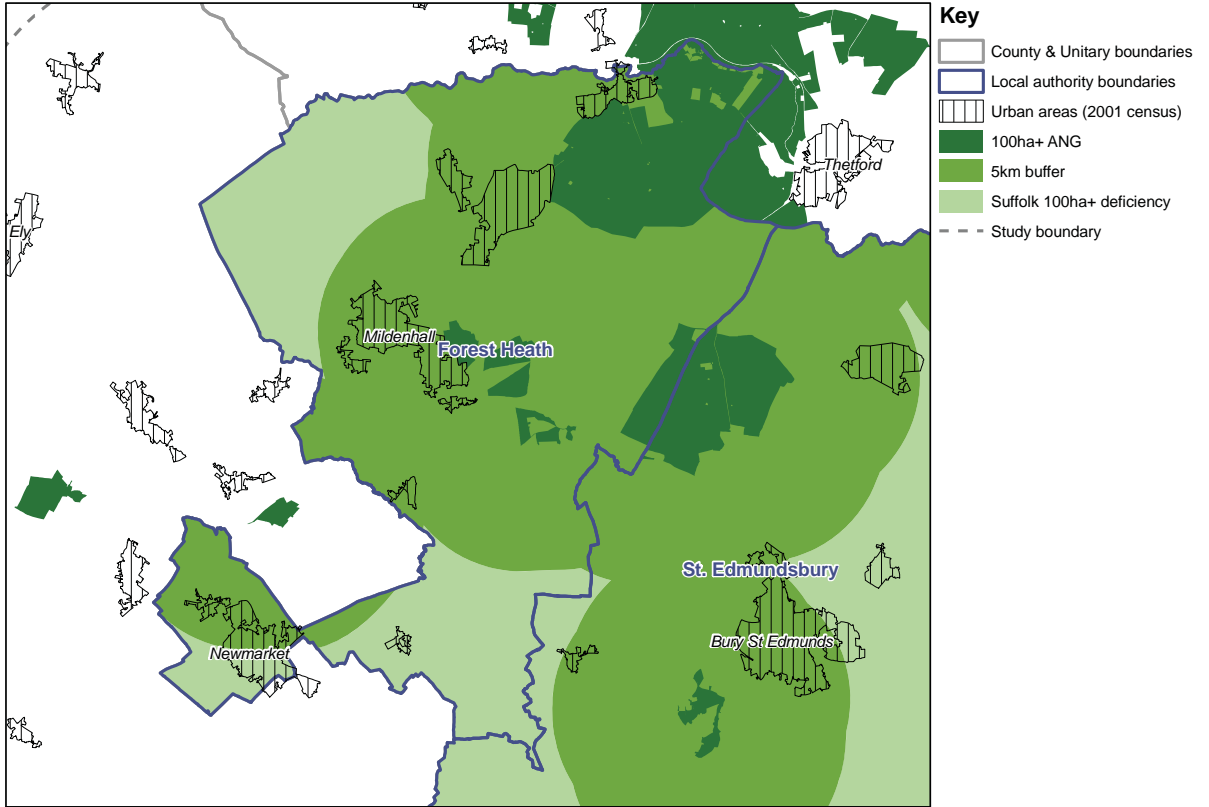 Key
County & Unitary boundaries
Local authority boundaries
Urban areas (2001 census)
100ha+ ANG
5km buffer
Suffolk 100ha+ deficiency
Study boundary
Thetford
Ely
Mildenhall
Forest Heath
St. Edmundsbury
Bury St Edmunds
Newmarket